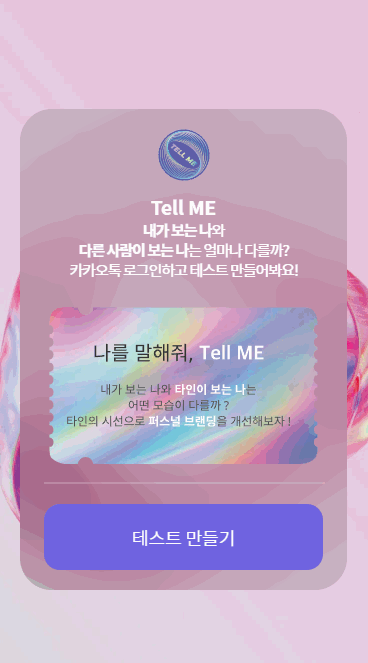 TELL ME
Tell ME
내가 보는 나와
다른 사람이 보는 나는 얼마나 다를까?
카카오톡 로그인하고 테스트 만들어봐요!
나를 말해줘, Tell ME
내가 보는 나와 타인이 보는 나는
어떤 모습이 다를까 ?
타인의 시선으로 퍼스널 브랜딩을 개선해보자 !
테스트 만들기